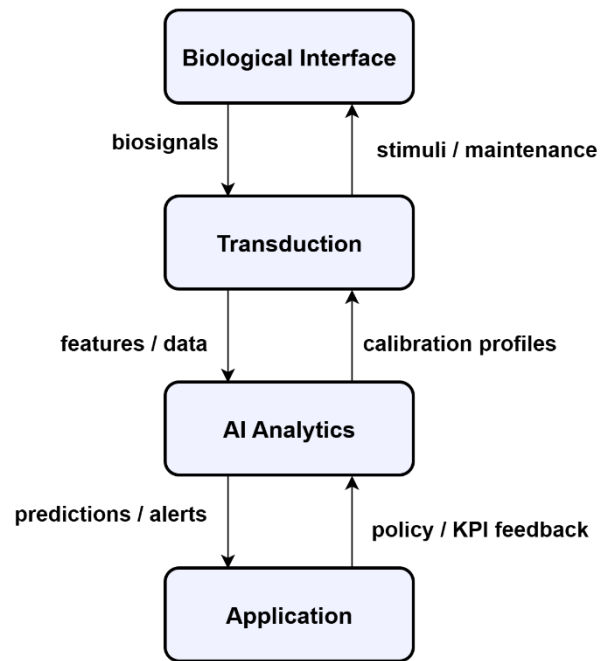 Biological Interface
biosignals
stimuli / maintenance
Transduction
features / data
calibration profiles
AI Analytics
predictions / alerts
policy / KPI feedback
Application